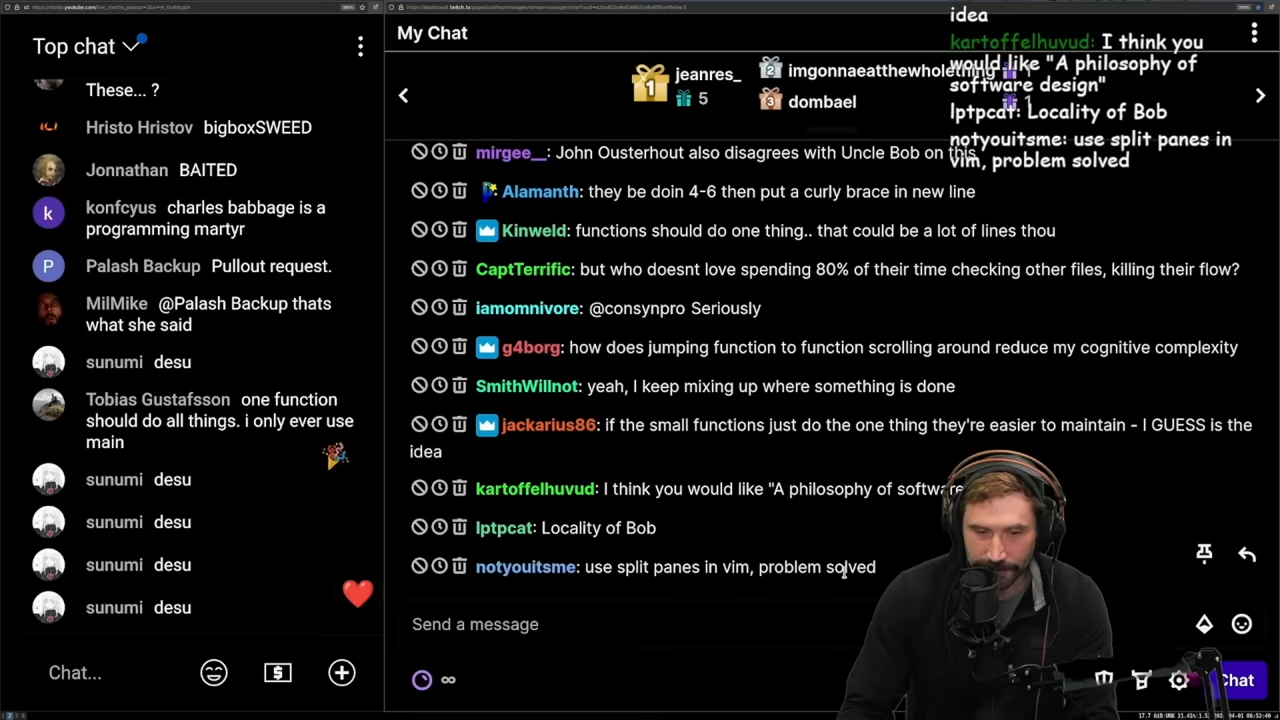 Top chat
These... ?
Hristo Hristov bigboxSWEED
Jonnathan BAITED
konfcyus charles babbage is a
programming martyr
Palash Backup Pullout request.
MilMike @Palash Backup thats
what she said
sunumi desu
Tobias Gustafsson one function
should do all things. i only ever use
main
sunumi desu
sunumi desu
sunumi desu
sunumi desu
Chat...
My Chat
1 jeanres_
5
2 imgonnaeatthewholething 1
3 dombael 1
mirgee__: John Ousterhout also disagrees with Uncle Bob on this
Alamanth: they be doin 4-6 then put a curly brace in new line
Kinweld: functions should do one thing.. that could be a lot of lines thou
CaptTerrific: but who doesnt love spending 80% of their time checking other files, killing their flow?
iamomnivore: @consynpro Seriously
g4borg: how does jumping function to function scrolling around reduce my cognitive complexity
SmithWillnot: yeah, I keep mixing up where something is done
jackarius86: if the small functions just do the one thing they're easier to maintain - I GUESS is the
idea
kartoffelhuvud: I think you would like "A philosophy of software
lptpcat: Locality of Bob
notyouitsme: use split panes in vim, problem solved
Send a message
Chat
idea
kartoffelhuvud: I think you
would like "A philosophy of
software design"
lptpcat: Locality of Bob
notyouitsme: use split panes in
vim, problem solved